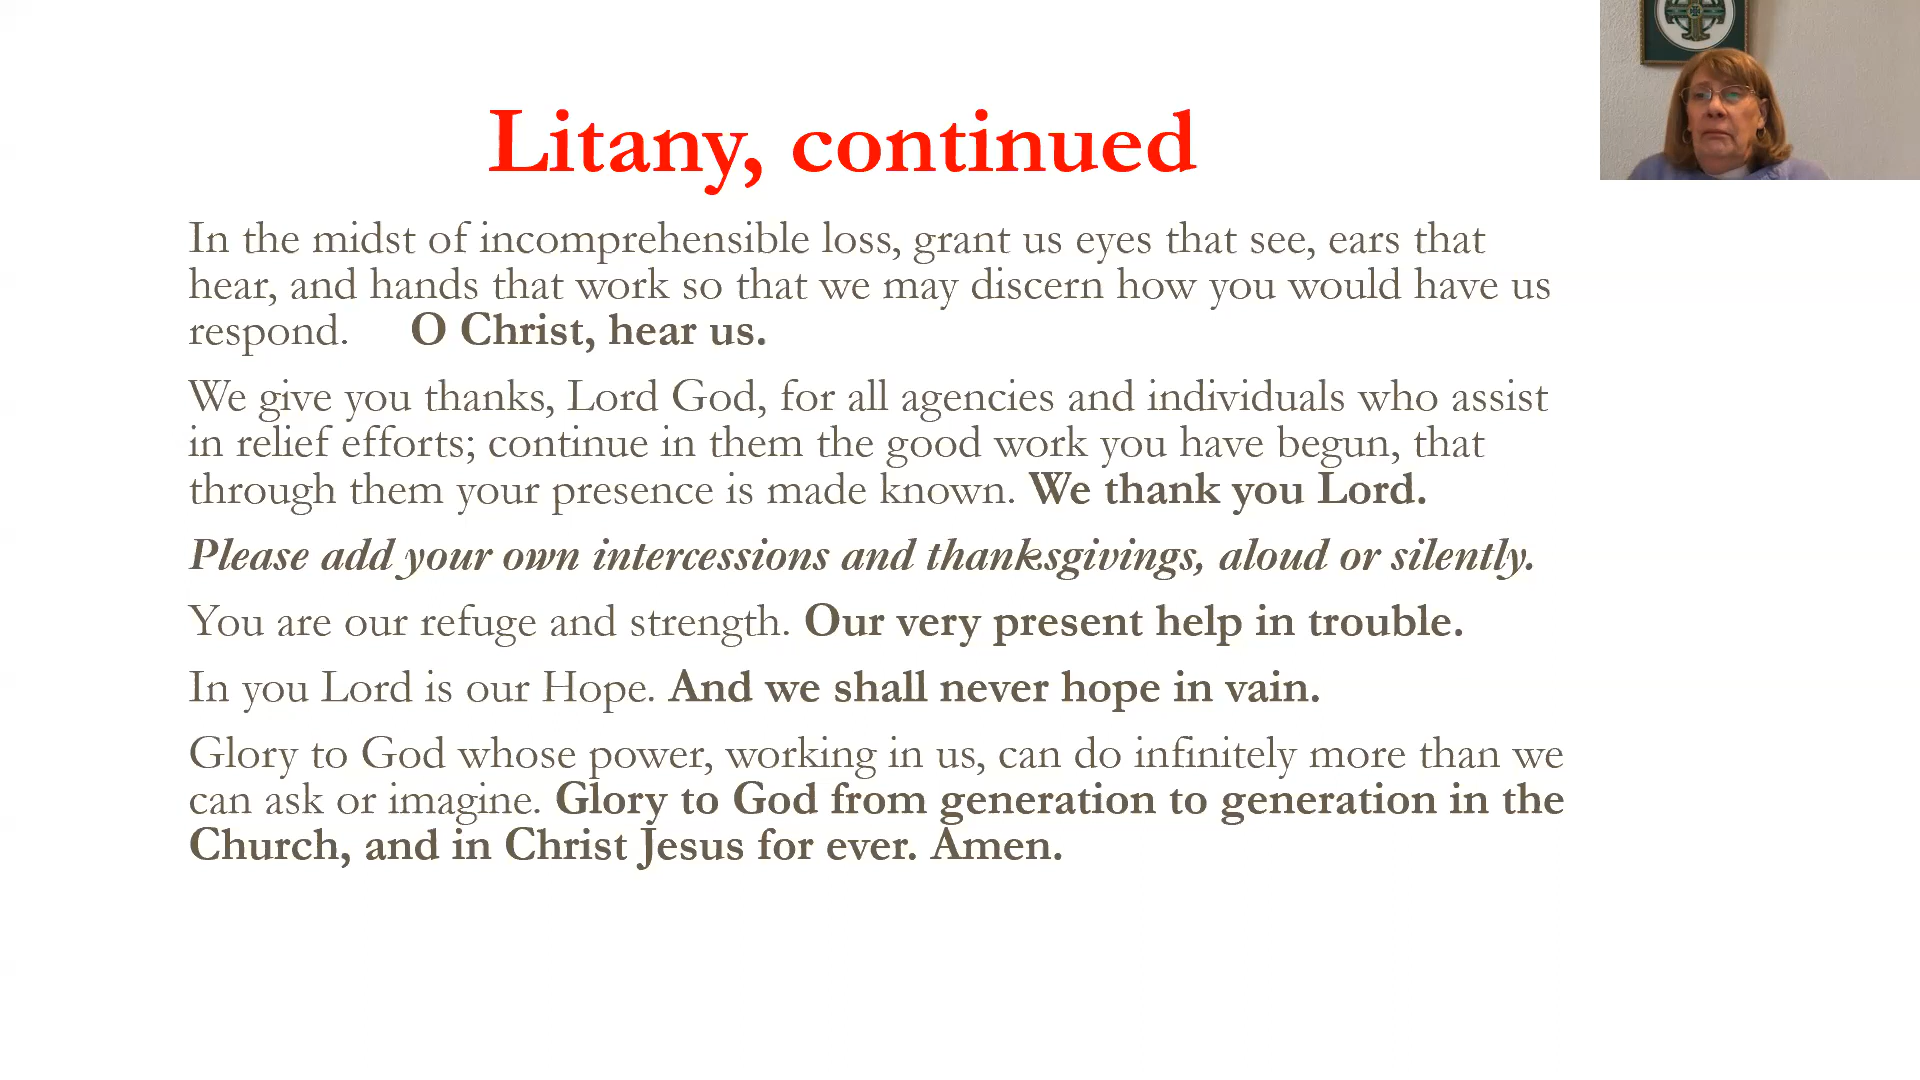 Litany, continued
In the midst of incomprehensible loss, grant us eyes that see, ears that
hear, and hands that work so that we may discern how you would have us
respond. O Christ, hear us.
We give you thanks, Lord God, for all agencies and individuals who assist
in relief efforts; continue in them the good work you have begun, that
through them your presence is made known. We thank you Lord.
Please add your own intercessions and thanksgivings, aloud or silently.
You are our refuge and strength. Our very present help in trouble.
In you Lord is our Hope. And we shall never hope in vain.
Glory to God whose power, working in us, can do infinitely more than we
can ask or imagine. Glory to God from generation to generation in the
Church, and in Christ Jesus for ever. Amen.